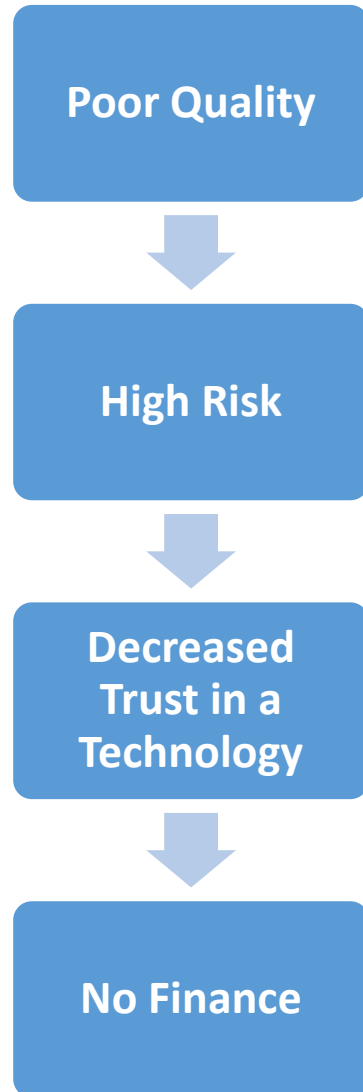 Poor Quality
High Risk
Decreased
Trust in a
Technology
No Finance